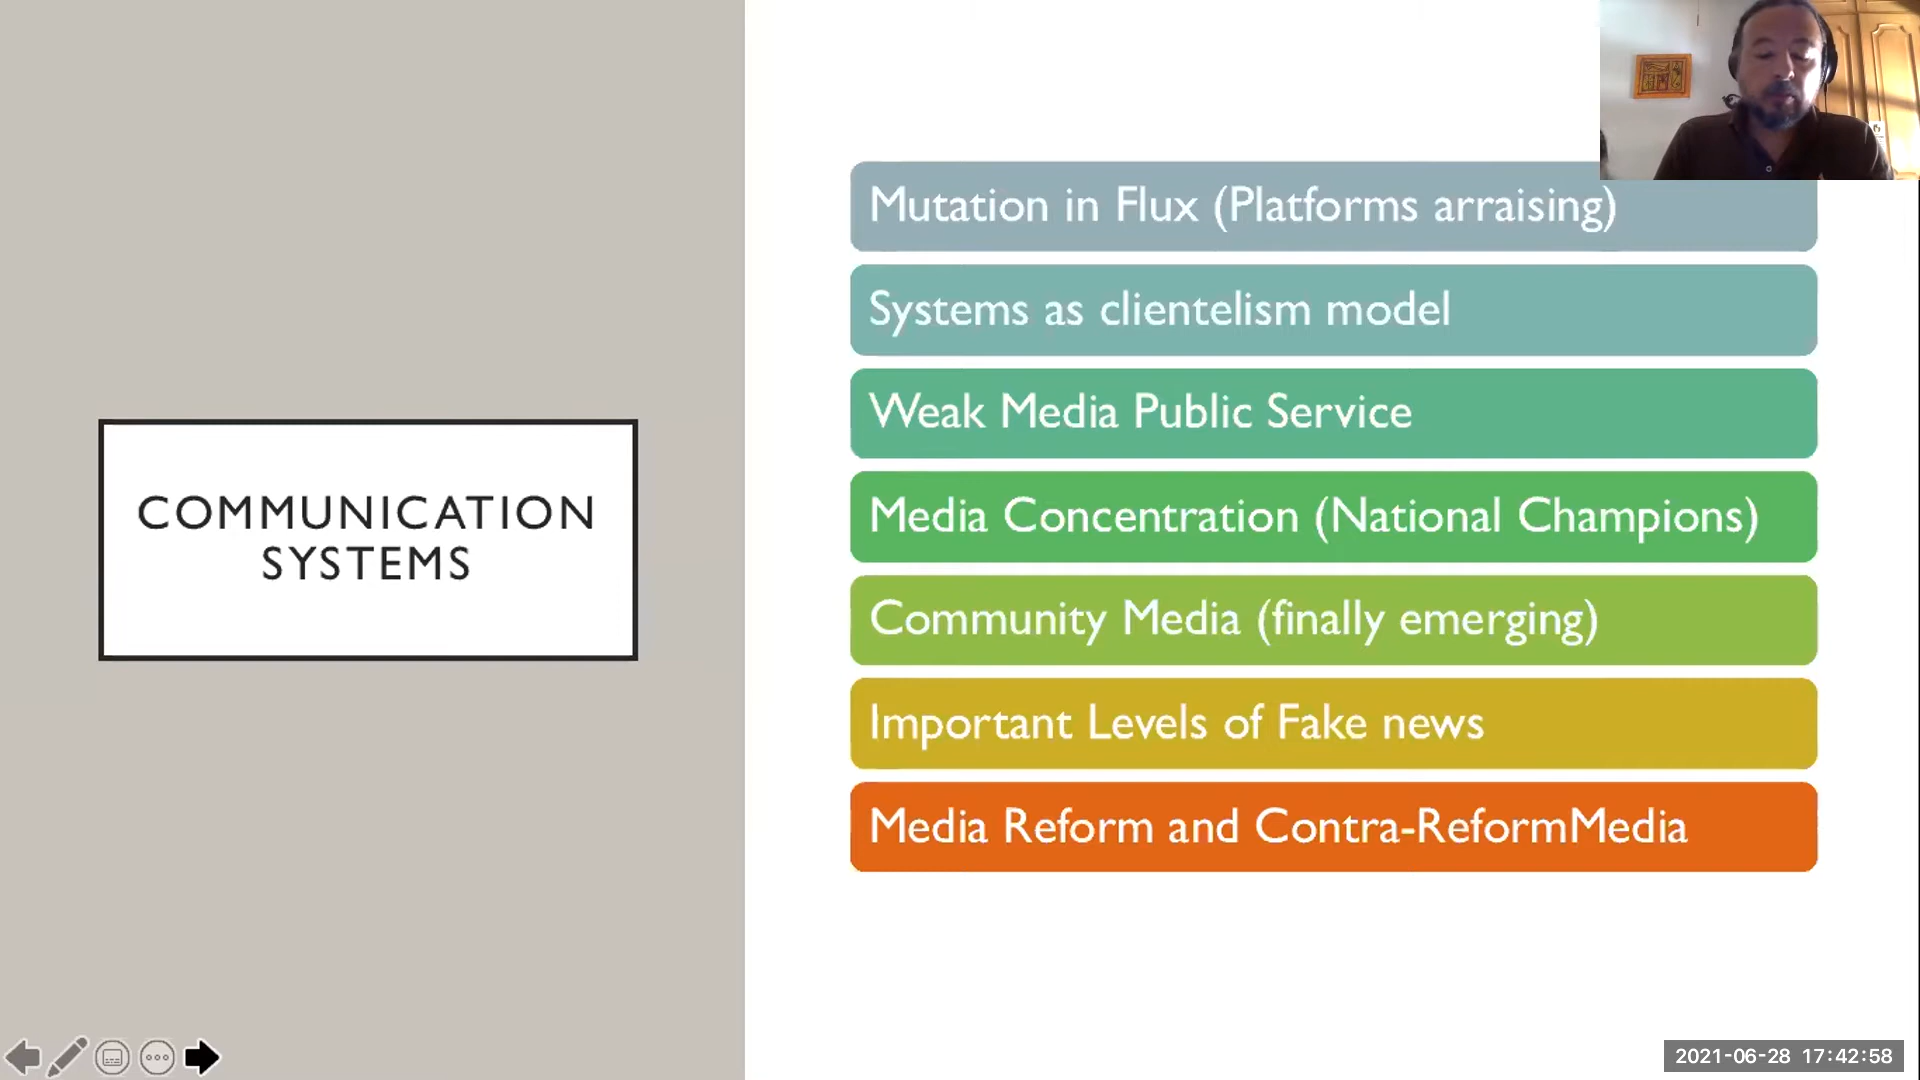 COMMUNICATION
SYSTEMS
Mutation in Flux (Platforms arraising)
Systems as clientelism model
Weak Media Public Service
Media Concentration (National Champions)
Community Media (finally emerging)
Important Levels of Fake news
Media Reform and Contra-ReformMedia
2021-06-28 17:42:58